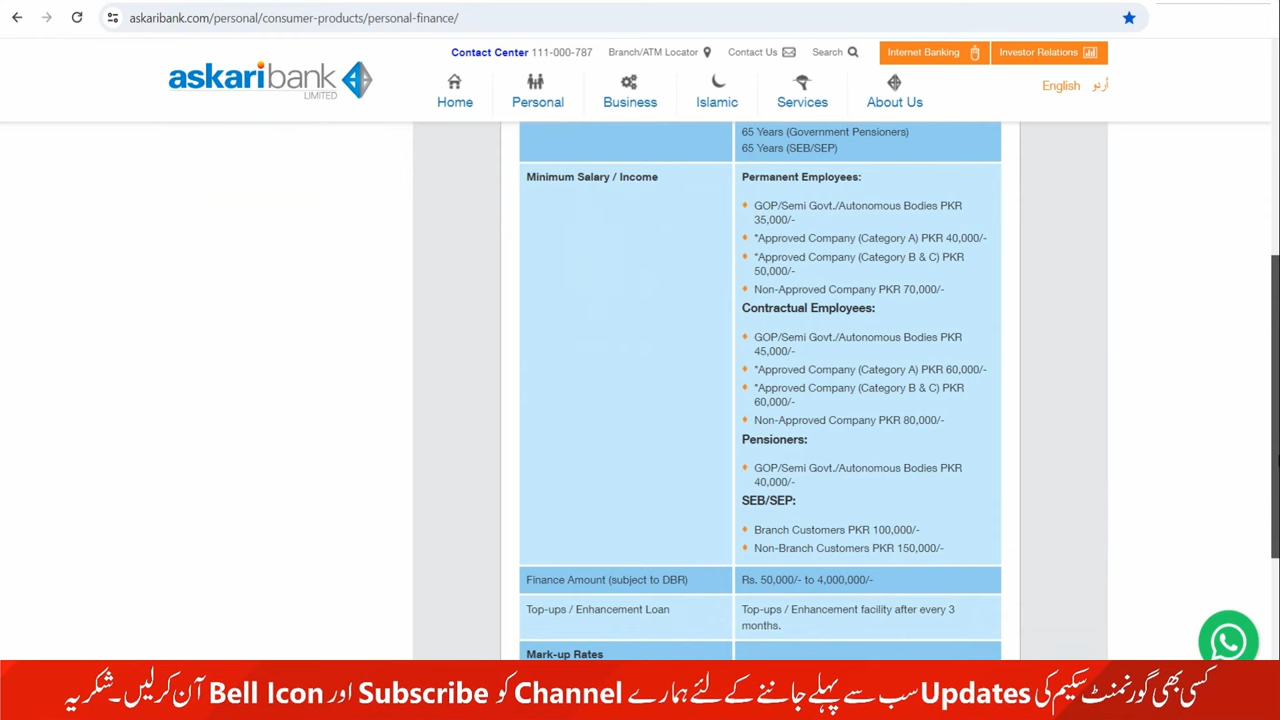 askaribank.com/personal/consumer-products/personal-finance/
Contact Center 111-000-787 Branch/ATM Locator Contact Us Search Internet Banking Investor Relations
askaribank
LIMITED
Home Personal Business Islamic Services About Us
English اُردو
65 Years (Government Pensioners)
65 Years (SEB/SEP)
Minimum Salary / Income
Permanent Employees:
GOP/Semi Govt./Autonomous Bodies PKR
35,000/-
*Approved Company (Category A) PKR 40,000/-
*Approved Company (Category B & C) PKR
50,000/-
Non-Approved Company PKR 70,000/-
Contractual Employees:
GOP/Semi Govt./Autonomous Bodies PKR
45,000/-
*Approved Company (Category A) PKR 60,000/-
*Approved Company (Category B & C) PKR
60,000/-
Non-Approved Company PKR 80,000/-
Pensioners:
GOP/Semi Govt./Autonomous Bodies PKR
40,000/-
SEB/SEP:
Branch Customers PKR 100,000/-
Non-Branch Customers PKR 150,000/-
Finance Amount (subject to DBR) Rs. 50,000/- to 4,000,000/-
Top-ups / Enhancement Loan Top-ups / Enhancement facility after every 3
months.
Mark-up Rates
کسی بھی گورنمنٹ سکیم کی Updates سب سے پہلے جاننے کے لئے ہمارے Channel کو Subscribe اور Bell Icon آن کرلیں۔ شکریہ